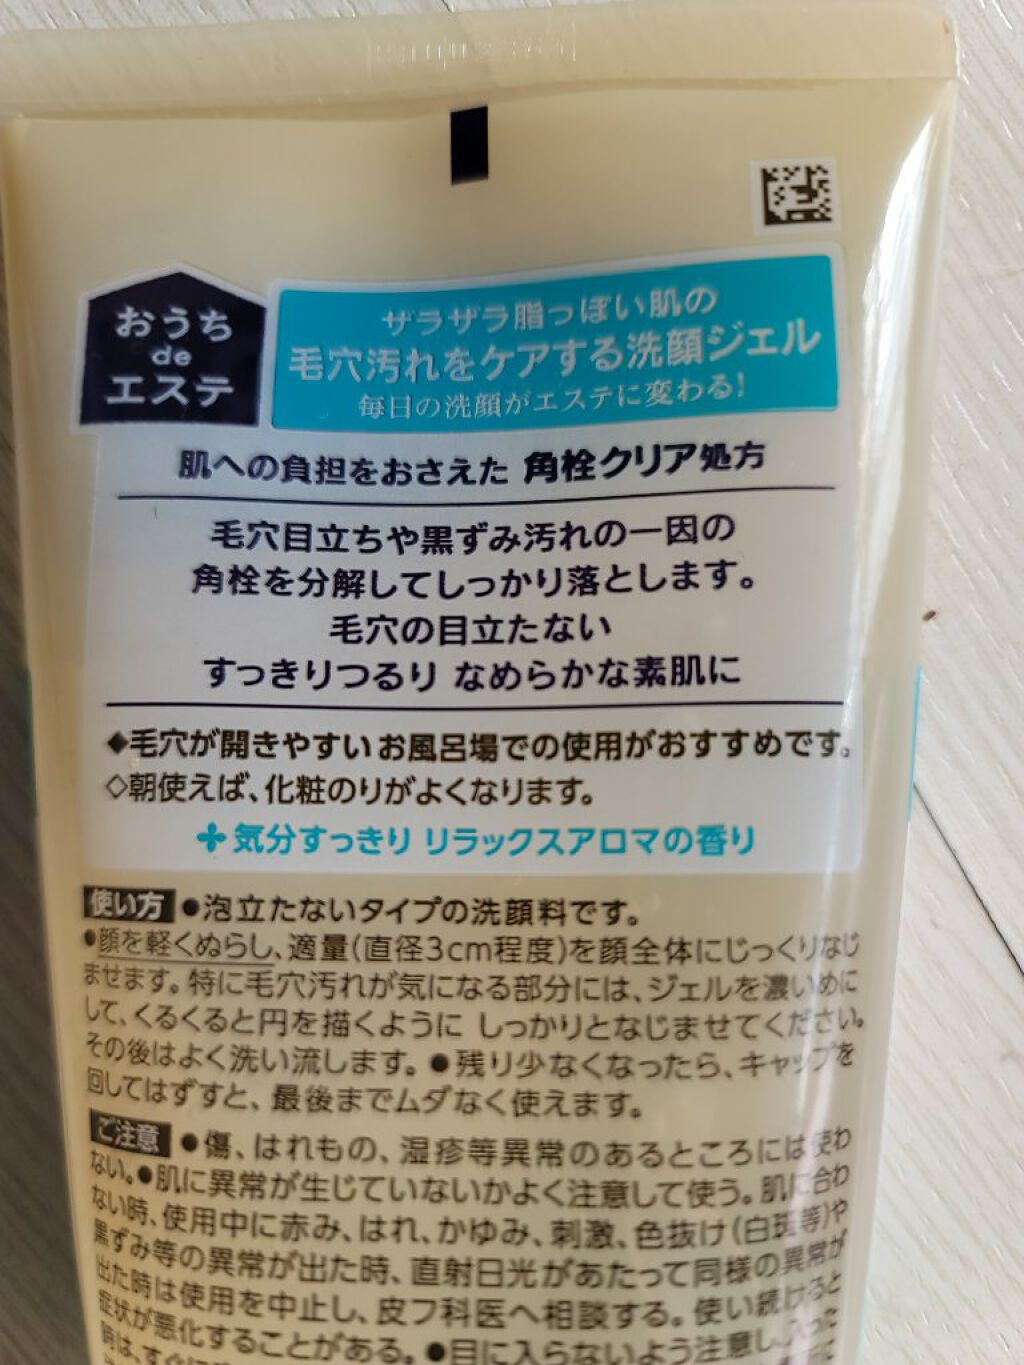 おうち
de
エステ
ザラザラ脂っぽい肌の
毛穴汚れをケアする洗顔ジェル
毎日の洗顔がエステに変わる!
肌への負担をおさえた 角栓クリア処方
毛穴目立ちや黒ずみ汚れの一因の
角栓を分解してしっかり落とします。
毛穴の目立たない
すっきりつるり なめらかな素肌に
◆毛穴が開きやすいお風呂場での使用がおすすめです。
◇朝使えば、化粧のりがよくなります。
気分すっきり リラックスアロマの香り
使い方 ●泡立たないタイプの洗顔料です。
●顔を軽くぬらし、適量(直径3cm程度)を顔全体にじっくりなじ
ませます。特に毛穴汚れが気になる部分には、ジェルを濃いめに
して、くるくると円を描くように しっかりとなじませてください。
その後はよく洗い流します。●残り少なくなったら、キャップを
回してはずすと、最後までムダなく使えます。
ご注意 ●傷、はれもの、湿疹等異常のあるところには使わ
ない。●肌に異常が生じていないかよく注意して使う。肌に合わ
ない時、使用中に赤み、はれ、かゆみ、刺激、色抜け(白斑等)や
黒ずみ等の異常が出た時、直射日光があたって同様の異常が
出た時は使用を中止し、皮フ科医へ相談する。使い続けると
症状が悪化することがある。●目に入らないよう注意し、入った
時は、すぐに